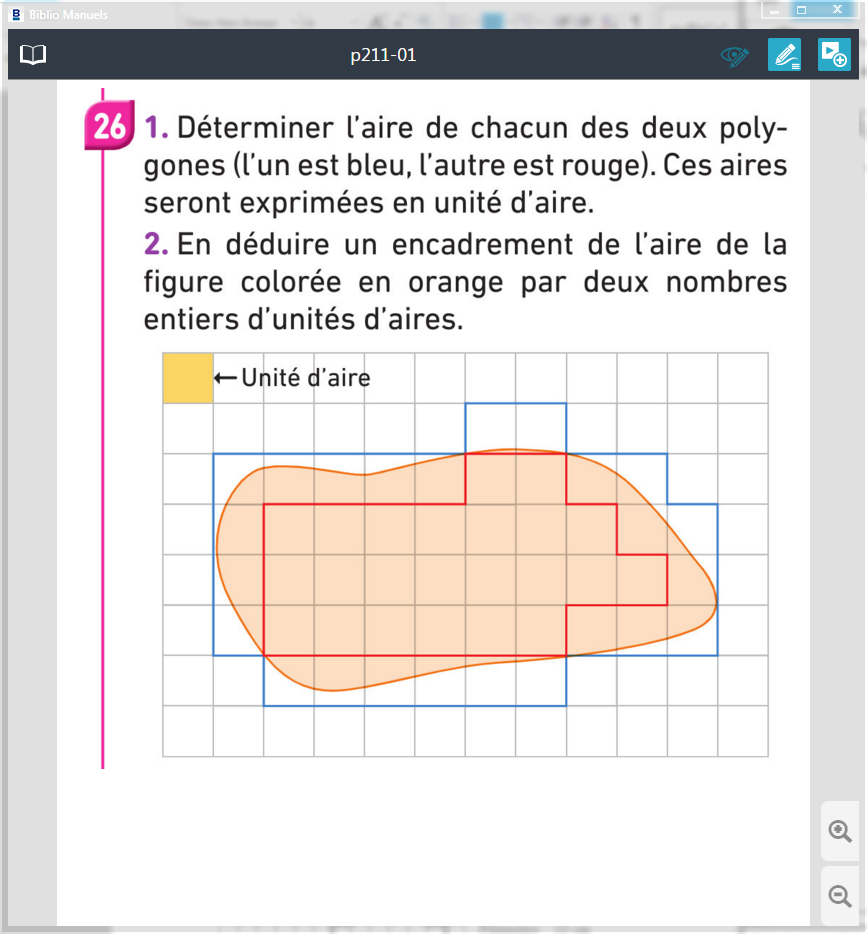 Biblio Manuels
p211-01
26 1. Déterminer l'aire de chacun des deux poly-
gones (l'un est bleu, l'autre est rouge). Ces aires
seront exprimées en unité d'aire.
2. En déduire un encadrement de l'aire de la
figure colorée en orange par deux nombres
entiers d'unités d'aires.
←Unité d'aire